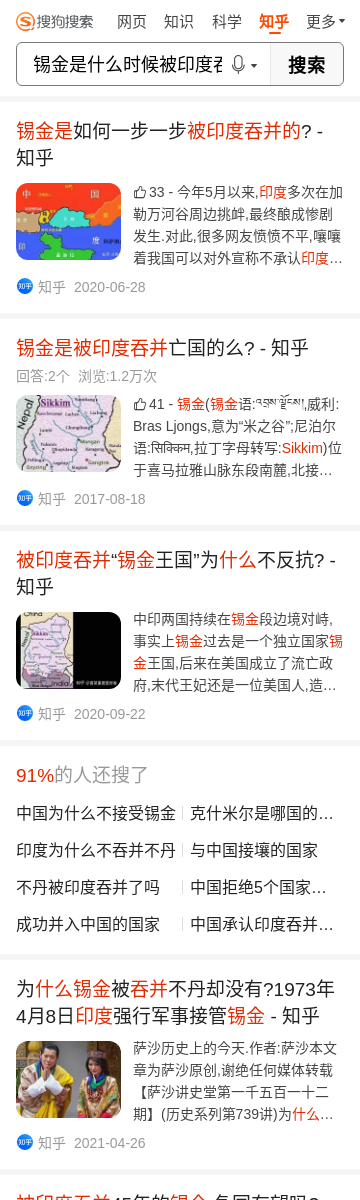 搜狗搜索 网页 知识 科学 知乎 更多
锡金是什么时候被印度吞 搜索
锡金是如何一步一步被印度吞并的? -
知乎
33 - 今年5月以来,印度多次在加
勒万河谷周边挑衅,最终酿成惨剧
发生.对此,很多网友愤愤不平,嚷嚷
着我国可以对外宣称不承认印度...
知乎 2020-06-28
锡金是被印度吞并亡国的么? - 知乎
回答:2个 浏览:1.2万次
41 - 锡金(锡金语:འབྲས་ལྗོངས།,威利:
Bras Ljongs,意为“米之谷”;尼泊尔
语:सिक्किम,拉丁字母转写:Sikkim)位
于喜马拉雅山脉东段南麓,北接...
知乎 2017-08-18
被印度吞并“锡金王国”为什么不反抗? -
知乎
中印两国持续在锡金段边境对峙,
事实上锡金过去是一个独立国家锡
金王国,后来在美国成立了流亡政
府,末代王妃还是一位美国人,造...
知乎 2020-09-22
91%的人还搜了
中国为什么不接受锡金 克什米尔是哪国的...
印度为什么不吞并不丹 与中国接壤的国家
不丹被印度吞并了吗 中国拒绝5个国家...
成功并入中国的国家 中国承认印度吞并...
为什么锡金被吞并不丹却没有?1973年
4月8日印度强行军事接管锡金 - 知乎
萨沙历史上的今天.作者:萨沙本文
章为萨沙原创,谢绝任何媒体转载
【萨沙讲史堂第一千五百一十二
期】(历史系列第739讲)为什么...
知乎 2021-04-26